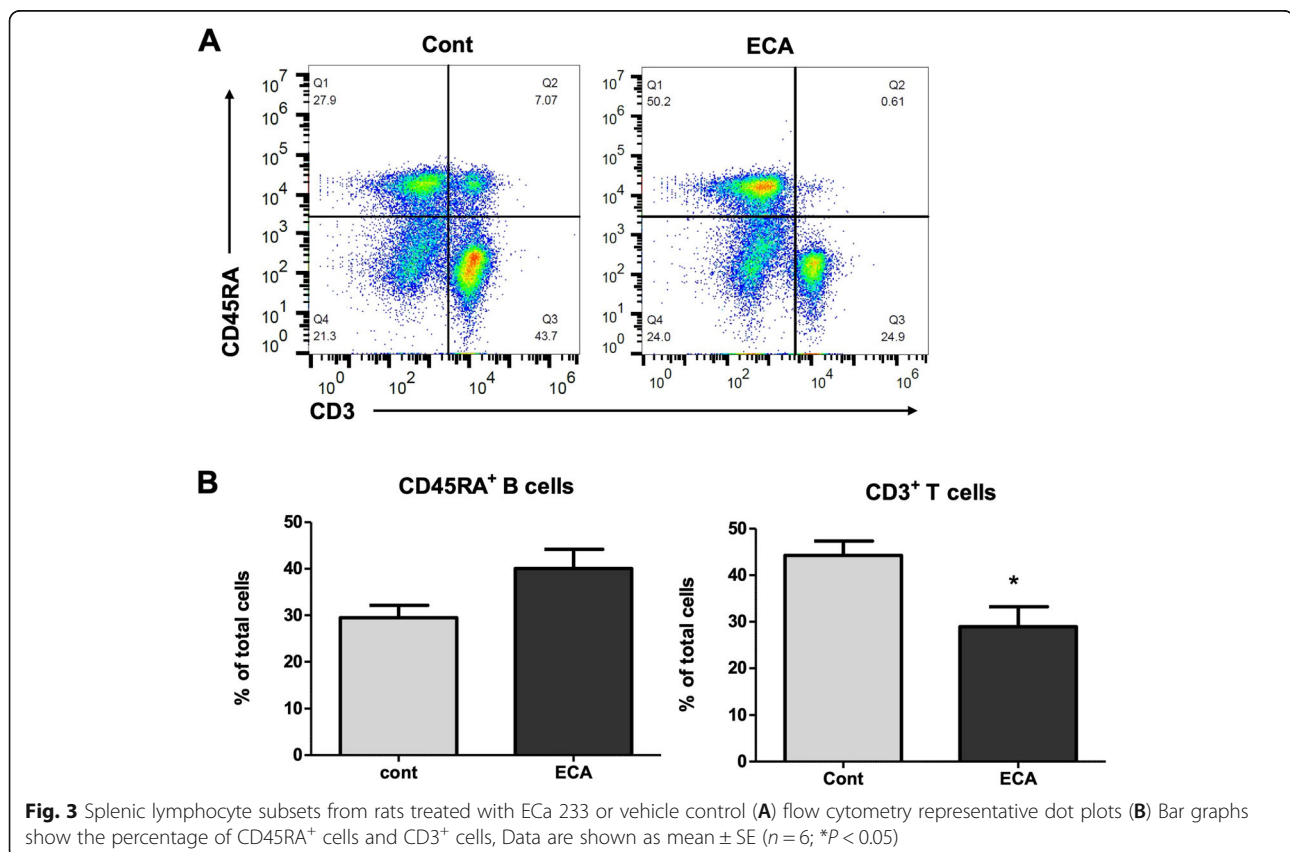 A
Cont
ECA
Q1
27.9
Q2
7.07
Q4
21.3
Q3
43.7
10⁷
10⁶
10⁵
10⁴
10³
10²
10¹
10⁰
10⁰ 10² 10⁴ 10⁶
Q1
50.2
Q2
0.61
Q4
24.0
Q3
24.9
10⁷
10⁶
10⁵
10⁴
10³
10²
10¹
10⁰
10⁰ 10² 10⁴ 10⁶
CD45RA
CD3
B
CD45RA⁺ B cells
% of total cells
50
40
30
20
10
0
cont ECA
CD3⁺ T cells
% of total cells
50
40
30
20
10
0
*
Cont ECA
Fig. 3 Splenic lymphocyte subsets from rats treated with ECa 233 or vehicle control (A) flow cytometry representative dot plots (B) Bar graphs
show the percentage of CD45RA⁺ cells and CD3⁺ cells, Data are shown as mean ± SE (n = 6; *P < 0.05)